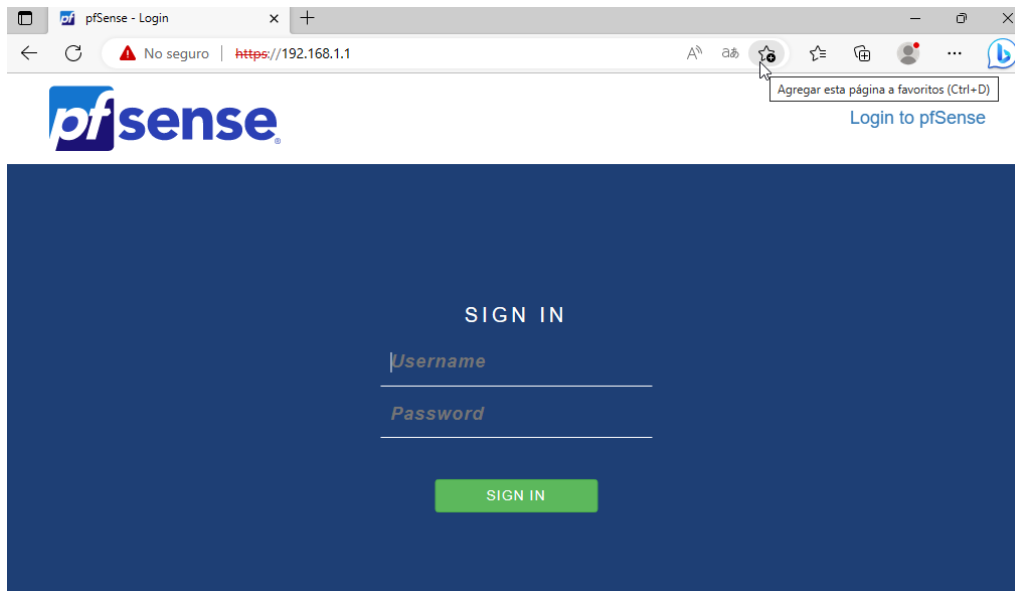 pfSense - Login
No seguro | https://192.168.1.1
Agregar esta página a favoritos (Ctrl+D)
pfsense®
Login to pfSense
SIGN IN
Username
Password
SIGN IN